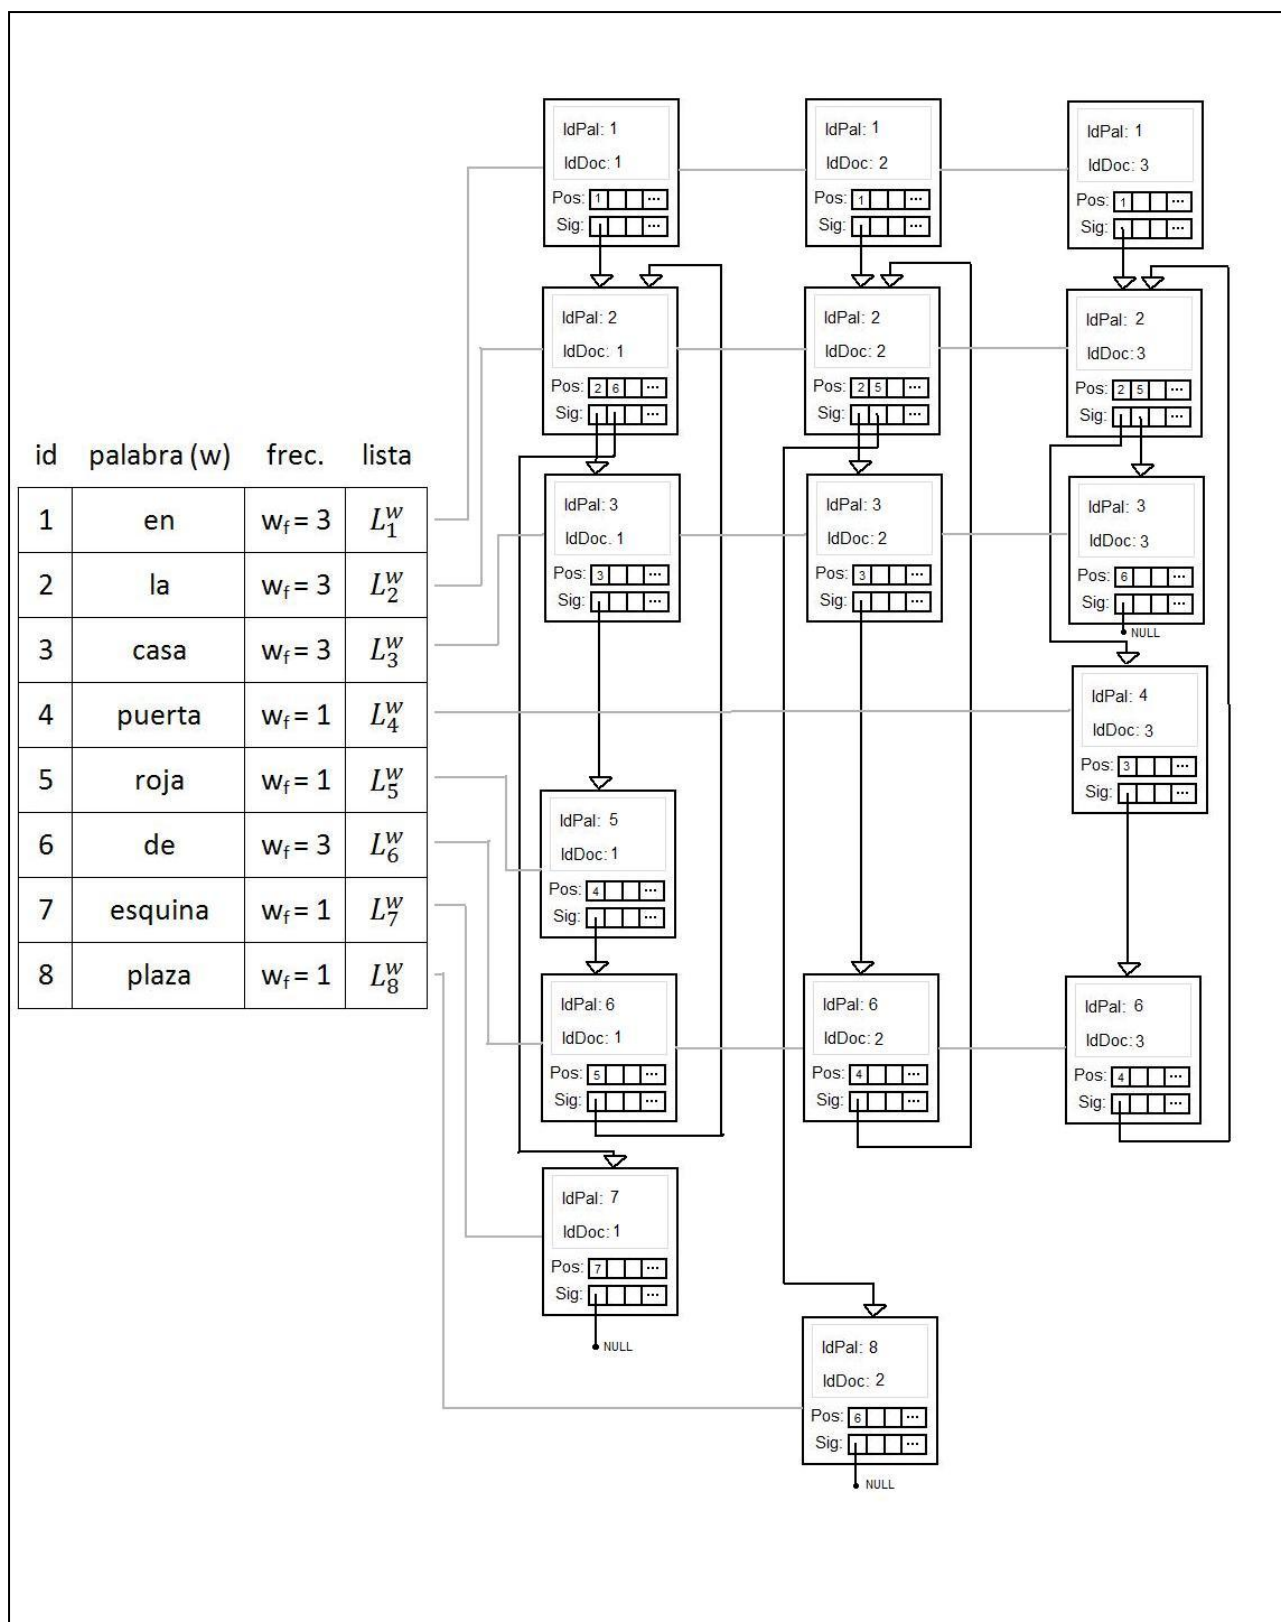 id palabra (w) frec. lista
1 en w_f = 3 L_1^w
2 la w_f = 3 L_2^w
3 casa w_f = 3 L_3^w
4 puerta w_f = 1 L_4^w
5 roja w_f = 1 L_5^w
6 de w_f = 3 L_6^w
7 esquina w_f = 1 L_7^w
8 plaza w_f = 1 L_8^w
IdPal: 1
IdDoc: 1
Pos: 1 ...
Sig: ...
IdPal: 1
IdDoc: 2
Pos: 1 ...
Sig: ...
IdPal: 1
IdDoc: 3
Pos: 1 ...
Sig: ...
IdPal: 2
IdDoc: 1
Pos: 2 6 ...
Sig: ...
IdPal: 2
IdDoc: 2
Pos: 2 5 ...
Sig: ...
IdPal: 2
IdDoc: 3
Pos: 2 5 ...
Sig: ...
IdPal: 3
IdDoc. 1
Pos: 3 ...
Sig: ...
IdPal: 3
IdDoc: 2
Pos: 3 ...
Sig: ...
IdPal: 3
IdDoc: 3
Pos: 6 ...
Sig: ...
NULL
IdPal: 4
IdDoc: 3
Pos: 3 ...
Sig: ...
IdPal: 5
IdDoc: 1
Pos: 4 ...
Sig: ...
IdPal: 6
IdDoc: 1
Pos: 5 ...
Sig: ...
IdPal: 6
IdDoc: 2
Pos: 4 ...
Sig: ...
IdPal: 6
IdDoc: 3
Pos: 4 ...
Sig: ...
IdPal: 7
IdDoc: 1
Pos: 7 ...
Sig: ...
NULL
IdPal: 8
IdDoc: 2
Pos: 6 ...
Sig: ...
NULL